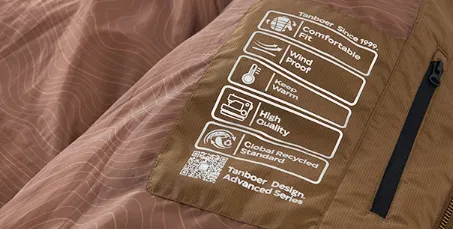 Tanboer Since 1999
Comfortable
Fit
Wind
Proof
Keep
Warm
High
Quality
Global Recycled
Standard
Tanboer Design.
Advanced Series